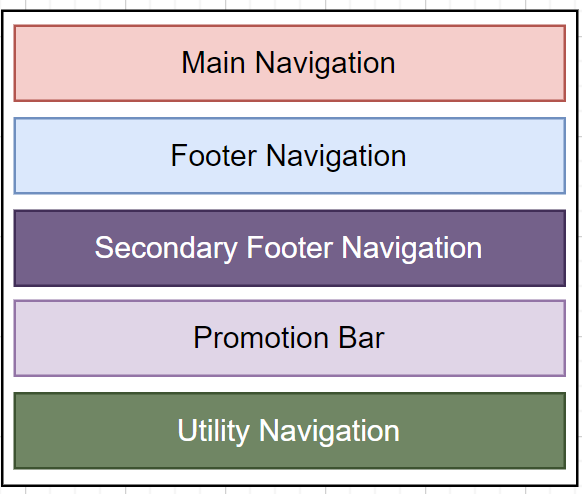 Main Navigation
Footer Navigation
Secondary Footer Navigation
Promotion Bar
Utility Navigation